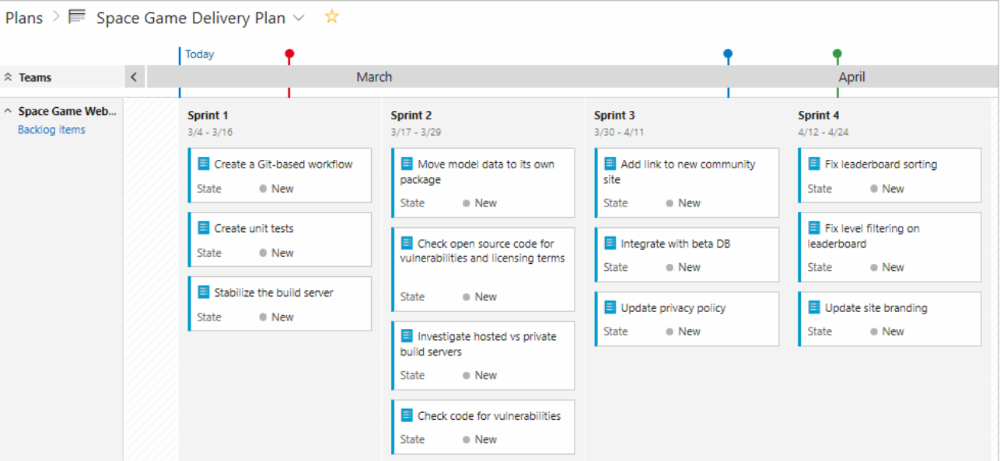 Plans > Space Game Delivery Plan
Today
Teams
March
April
Space Game Web...
Backlog items
Sprint 1
3/4 - 3/16
Create a Git-based workflow
State New
Create unit tests
State New
Stabilize the build server
State New
Sprint 2
3/17 - 3/29
Move model data to its own
package
State New
Check open source code for
vulnerabilities and licensing terms
State New
Investigate hosted vs private
build servers
State New
Check code for vulnerabilities
State New
Sprint 3
3/30 - 4/11
Add link to new community
site
State New
Integrate with beta DB
State New
Update privacy policy
State New
Sprint 4
4/12 - 4/24
Fix leaderboard sorting
State New
Fix level filtering on
leaderboard
State New
Update site branding
State New